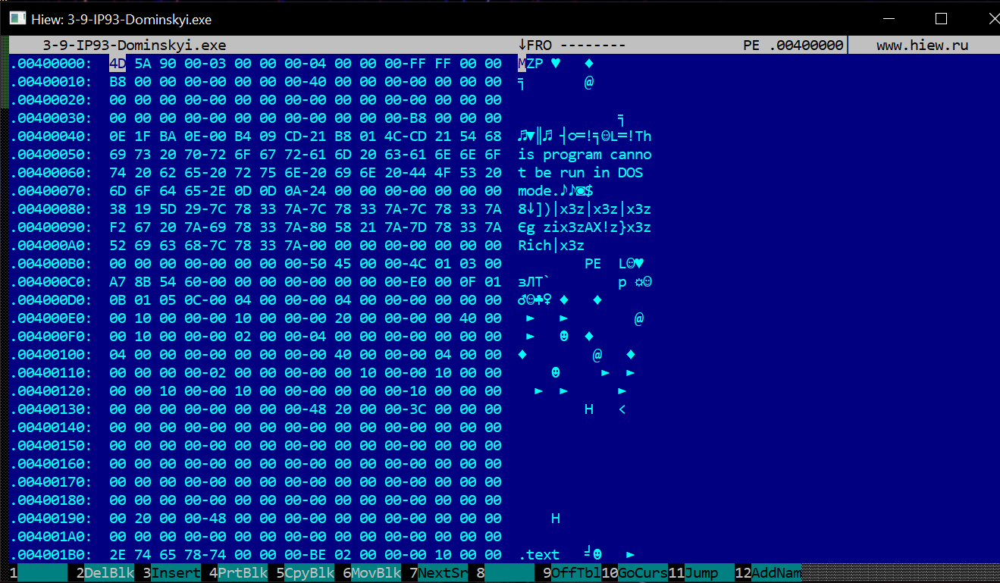 Hiew: 3-9-IP93-Dominskyi.exe
3-9-IP93-Dominskyi.exe ↓FRO -------- PE .00400000 www.hiew.ru
.00400000: 4D 5A 90 00-03 00 00 00-04 00 00 00-FF FF 00 00 MZP ♥ ♦
.00400010: B8 00 00 00-00 00 00 00-40 00 00 00-00 00 00 00 ╕ @
.00400020: 00 00 00 00-00 00 00 00-00 00 00 00-00 00 00 00
.00400030: 00 00 00 00-00 00 00 00-00 00 00 00-B8 00 00 00 ╕
.00400040: 0E 1F BA 0E-00 B4 09 CD-21 B8 01 4C-CD 21 54 68 ♫▼║♫ ┤○═!╕☺L═!Th
.00400050: 69 73 20 70-72 6F 67 72-61 6D 20 63-61 6E 6E 6F is program canno
.00400060: 74 20 62 65-20 72 75 6E-20 69 6E 20-44 4F 53 20 t be run in DOS
.00400070: 6D 6F 64 65-2E 0D 0D 0A-24 00 00 00-00 00 00 00 mode.♪♪◙$
.00400080: 38 19 5D 29-7C 78 33 7A-7C 78 33 7A-7C 78 33 7A 8↓])|x3z|x3z|x3z
.00400090: F2 67 20 7A-69 78 33 7A-80 58 21 7A-7D 78 33 7A Єg zix3zАX!z}x3z
.004000A0: 52 69 63 68-7C 78 33 7A-00 00 00 00-00 00 00 00 Rich|x3z
.004000B0: 00 00 00 00-00 00 00 00-50 45 00 00-4C 01 03 00 PE L☺♥
.004000C0: A7 8B 54 60-00 00 00 00-00 00 00 00-E0 00 0F 01 зЛT` р ☼☺
.004000D0: 0B 01 05 0C-00 04 00 00-00 04 00 00-00 00 00 00 ♂☺♣♀ ♦ ♦
.004000E0: 00 10 00 00-00 10 00 00-00 20 00 00-00 00 40 00 ► ► @
.004000F0: 00 10 00 00-00 02 00 00-04 00 00 00-00 00 00 00 ► ☻ ♦
.00400100: 04 00 00 00-00 00 00 00-00 40 00 00-00 04 00 00 ♦ @ ♦
.00400110: 00 00 00 00-02 00 00 00-00 00 10 00-00 10 00 00 ☻ ► ►
.00400120: 00 00 10 00-00 10 00 00-00 00 00 00-10 00 00 00 ► ► ►
.00400130: 00 00 00 00-00 00 00 00-48 20 00 00-3C 00 00 00 H <
.00400140: 00 00 00 00-00 00 00 00-00 00 00 00-00 00 00 00
.00400150: 00 00 00 00-00 00 00 00-00 00 00 00-00 00 00 00
.00400160: 00 00 00 00-00 00 00 00-00 00 00 00-00 00 00 00
.00400170: 00 00 00 00-00 00 00 00-00 00 00 00-00 00 00 00
.00400180: 00 00 00 00-00 00 00 00-00 00 00 00-00 00 00 00
.00400190: 00 20 00 00-48 00 00 00-00 00 00 00-00 00 00 00 H
.004001A0: 00 00 00 00-00 00 00 00-00 00 00 00-00 00 00 00
.004001B0: 2E 74 65 78-74 00 00 00-BE 02 00 00-00 10 00 00 .text ╛☻ ►
1 2DelBlk 3Insert 4PrtBlk 5CpyBlk 6MovBlk 7NextSr 8 9OffTbl 10GoCurs 11Jump 12AddNam